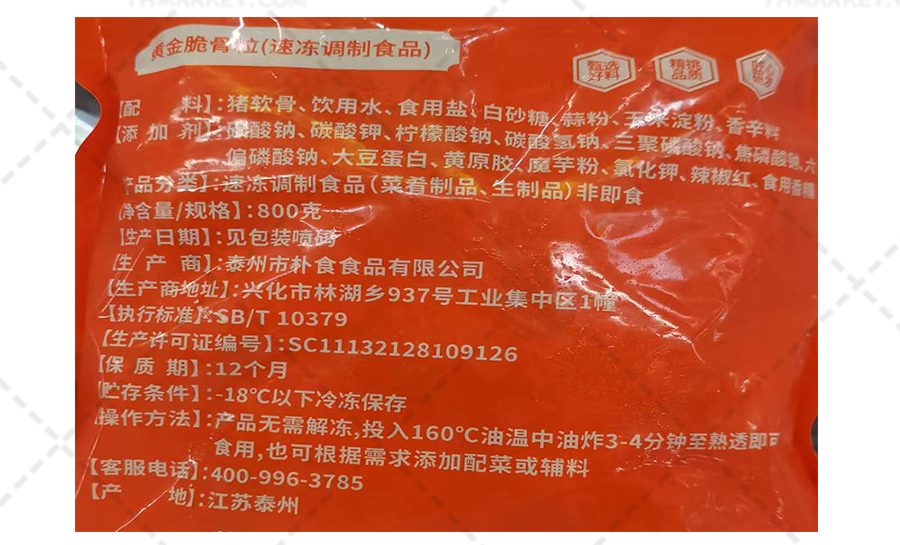 黄金脆骨粒(速冻调制食品)
甄选好料
精挑品质
【配 料】:猪软骨、饮用水、食用盐、白砂糖、蒜粉、玉米淀粉、香辛料
【添 加 剂】:碳酸钠、碳酸钾、柠檬酸钠、碳酸氢钠、三聚磷酸钠、焦磷酸钠、六
偏磷酸钠、大豆蛋白、黄原胶、魔芋粉、氯化钾、辣椒红、食用香精
产品分类】:速冻调制食品(菜肴制品、生制品)非即食
净含量/规格】:800克
【生产日期】:见包装喷码
【生 产 商】:泰州市朴食食品有限公司
【生产商地址】:兴化市林湖乡937号工业集中区1幢
【执行标准】:SB/T 10379
【生产许可证编号】:SC11132128109126
【保 质 期】:12个月
【贮存条件】:-18℃以下冷冻保存
【操作方法】:产品无需解冻,投入160℃油温中油炸3-4分钟至熟透即可
食用,也可根据需求添加配菜或辅料
【客服电话】:400-996-3785
【产 地】:江苏泰州